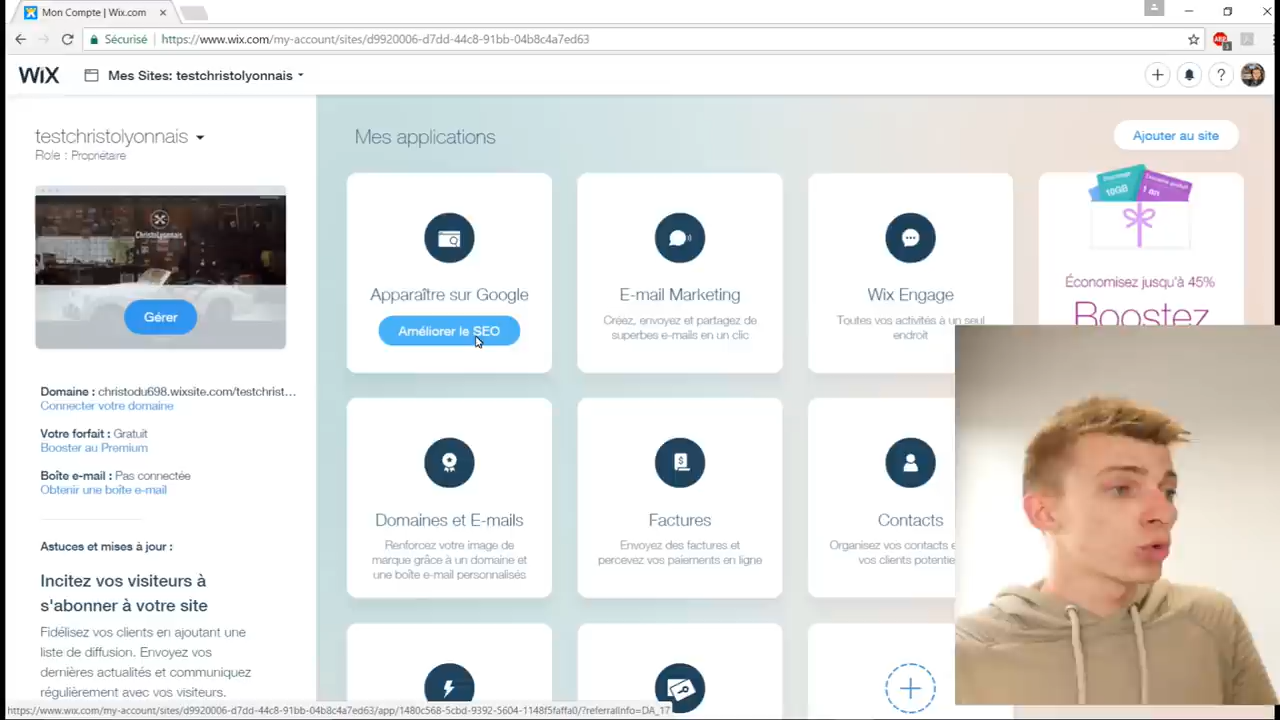 Mon Compte | Wix.com
Sécurisé
https://www.wix.com/my-account/sites/d9920006-d7dd-44c8-91bb-04b8c4a7ed63
WiX
Mes Sites: testchristolyonnais
testchristolyonnais
Role : Propriétaire
ChristoLyonnais
Gérer
Domaine : christodu698.wixsite.com/testchrist...
Connecter votre domaine
Votre forfait : Gratuit
Booster au Premium
Boîte e-mail : Pas connectée
Obtenir une boîte e-mail
Astuces et mises à jour :
Incitez vos visiteurs à
s'abonner à votre site
Fidélisez vos clients en ajoutant une
liste de diffusion. Envoyez vos
dernières actualités et communiquez
régulièrement avec vos visiteurs.
Mes applications
Ajouter au site
Apparaître sur Google
Améliorer le SEO
E-mail Marketing
Créez, envoyez et partagez de
superbes e-mails en un clic
Wix Engage
Toutes vos activités à un seul
endroit
10GB
1 an
Économisez jusqu'à 45%
Boostez
Domaines et E-mails
Renforcez votre image de
marque grâce à un domaine et
une boîte e-mail personnalisés
Factures
Envoyez des factures et
percevez vos paiements en ligne
Contacts
Organisez vos contacts e
vos clients potentie
https://www.wix.com/my-account/sites/d9920006-d7dd-44c8-91bb-04b8c4a7ed63/app/1480c568-5cbd-9392-5604-1148f5faffa0/?referralInfo=DA_17